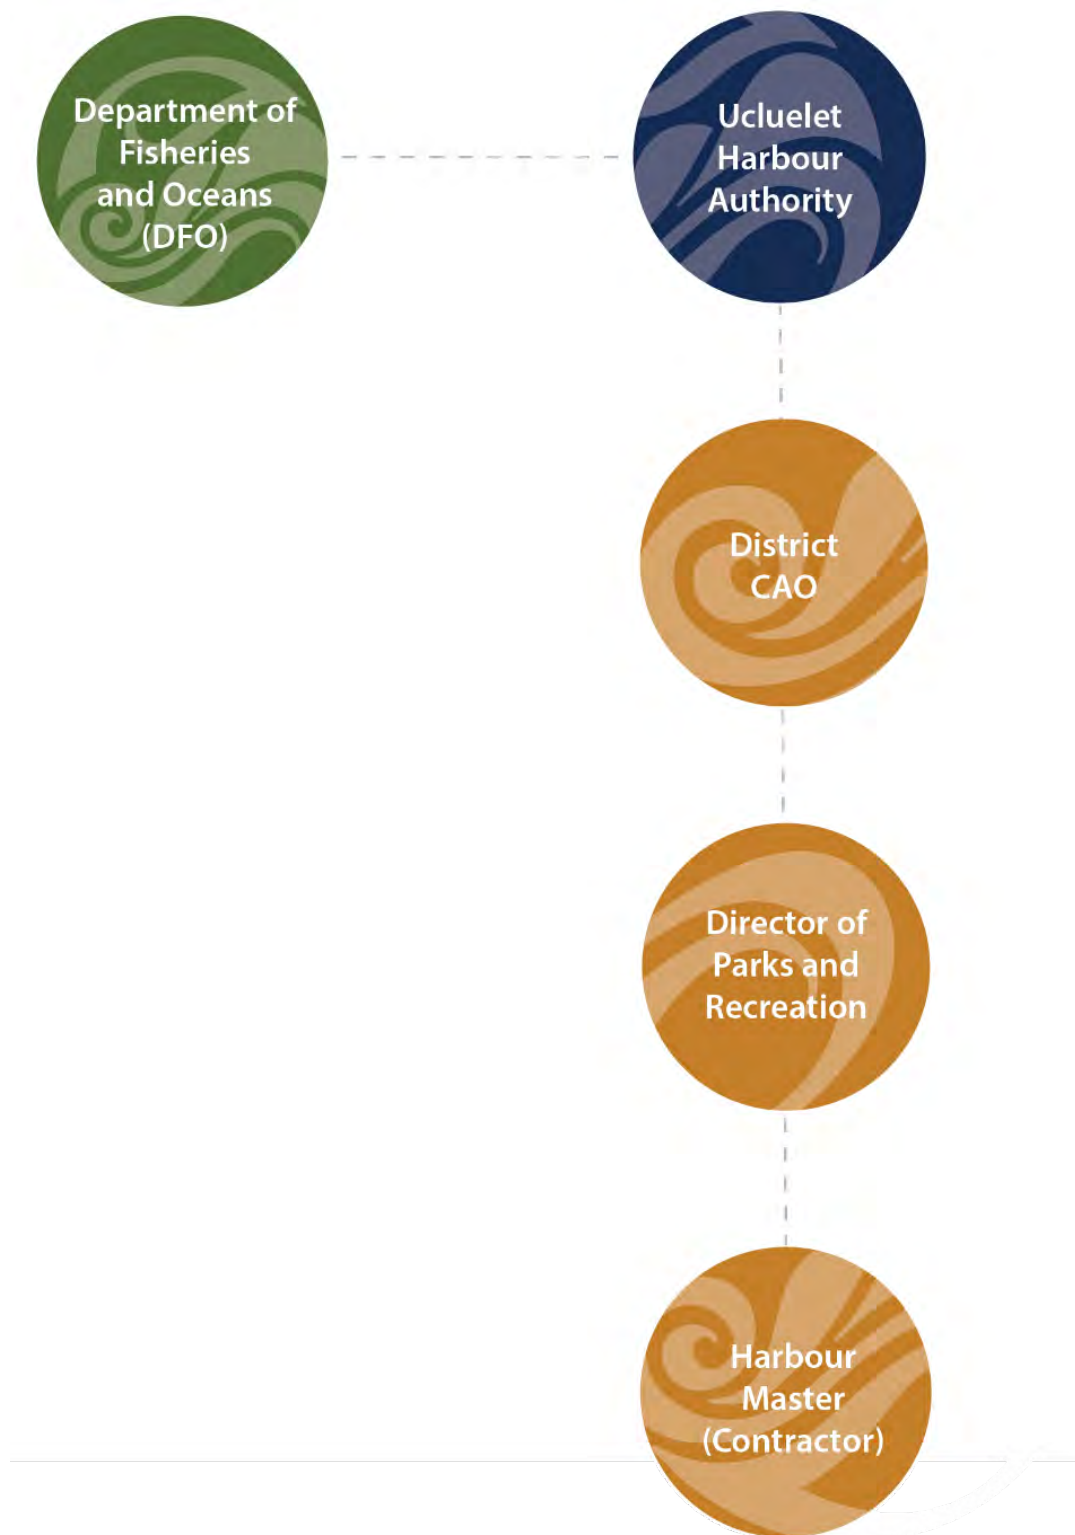 Department of
Fisheries
and Oceans
(DFO)
Ucluelet
Harbour
Authority
District
CAO
Director of
Parks and
Recreation
Harbour
Master
(Contractor)